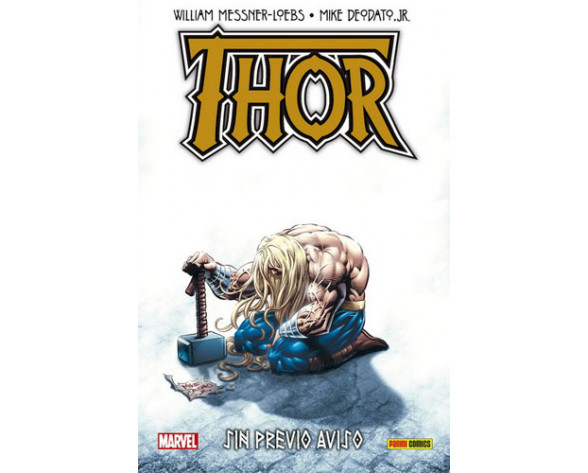 WILLIAM MESSNER-LOEBS • MIKE DEODATO, JR.
THOR
SIN PREVIO AVISO
MARVEL
PANINI COMICS